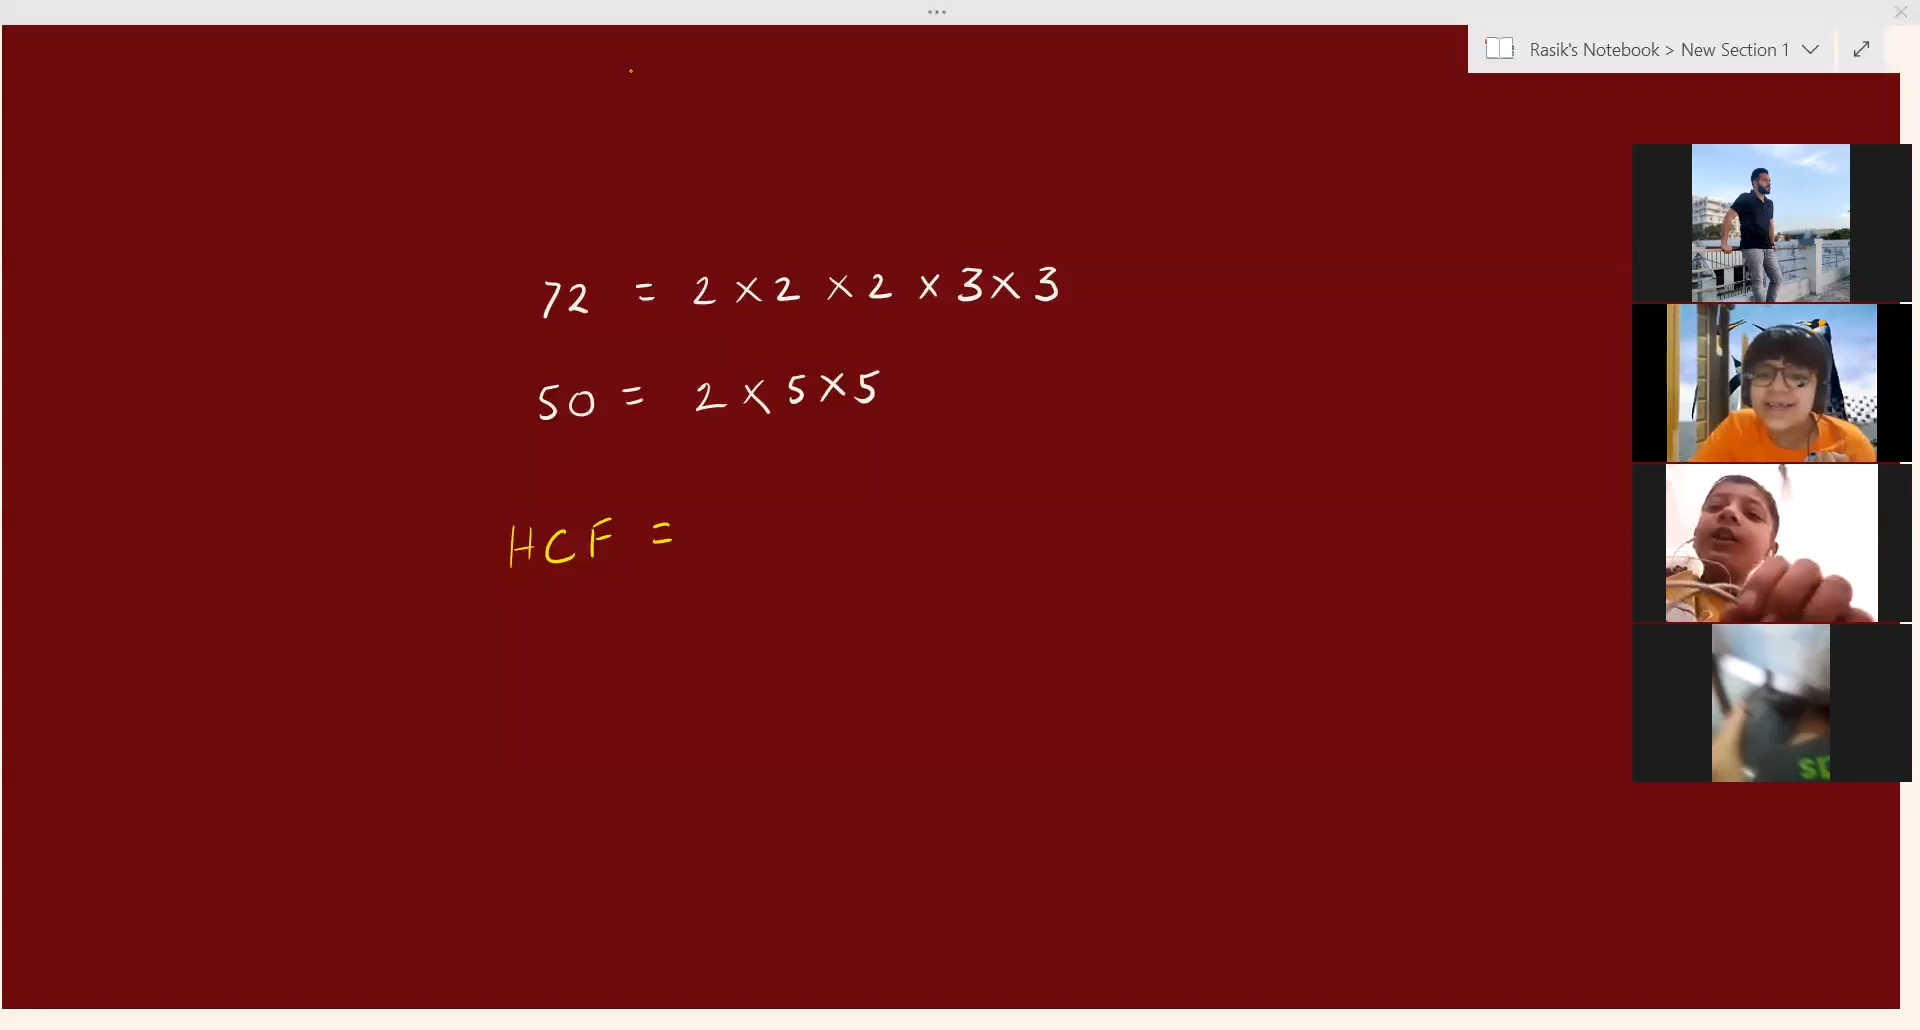 Rasik's Notebook > New Section 1
72 = 2 × 2 × 2 × 3 × 3
50 = 2 × 5 × 5
HCF =